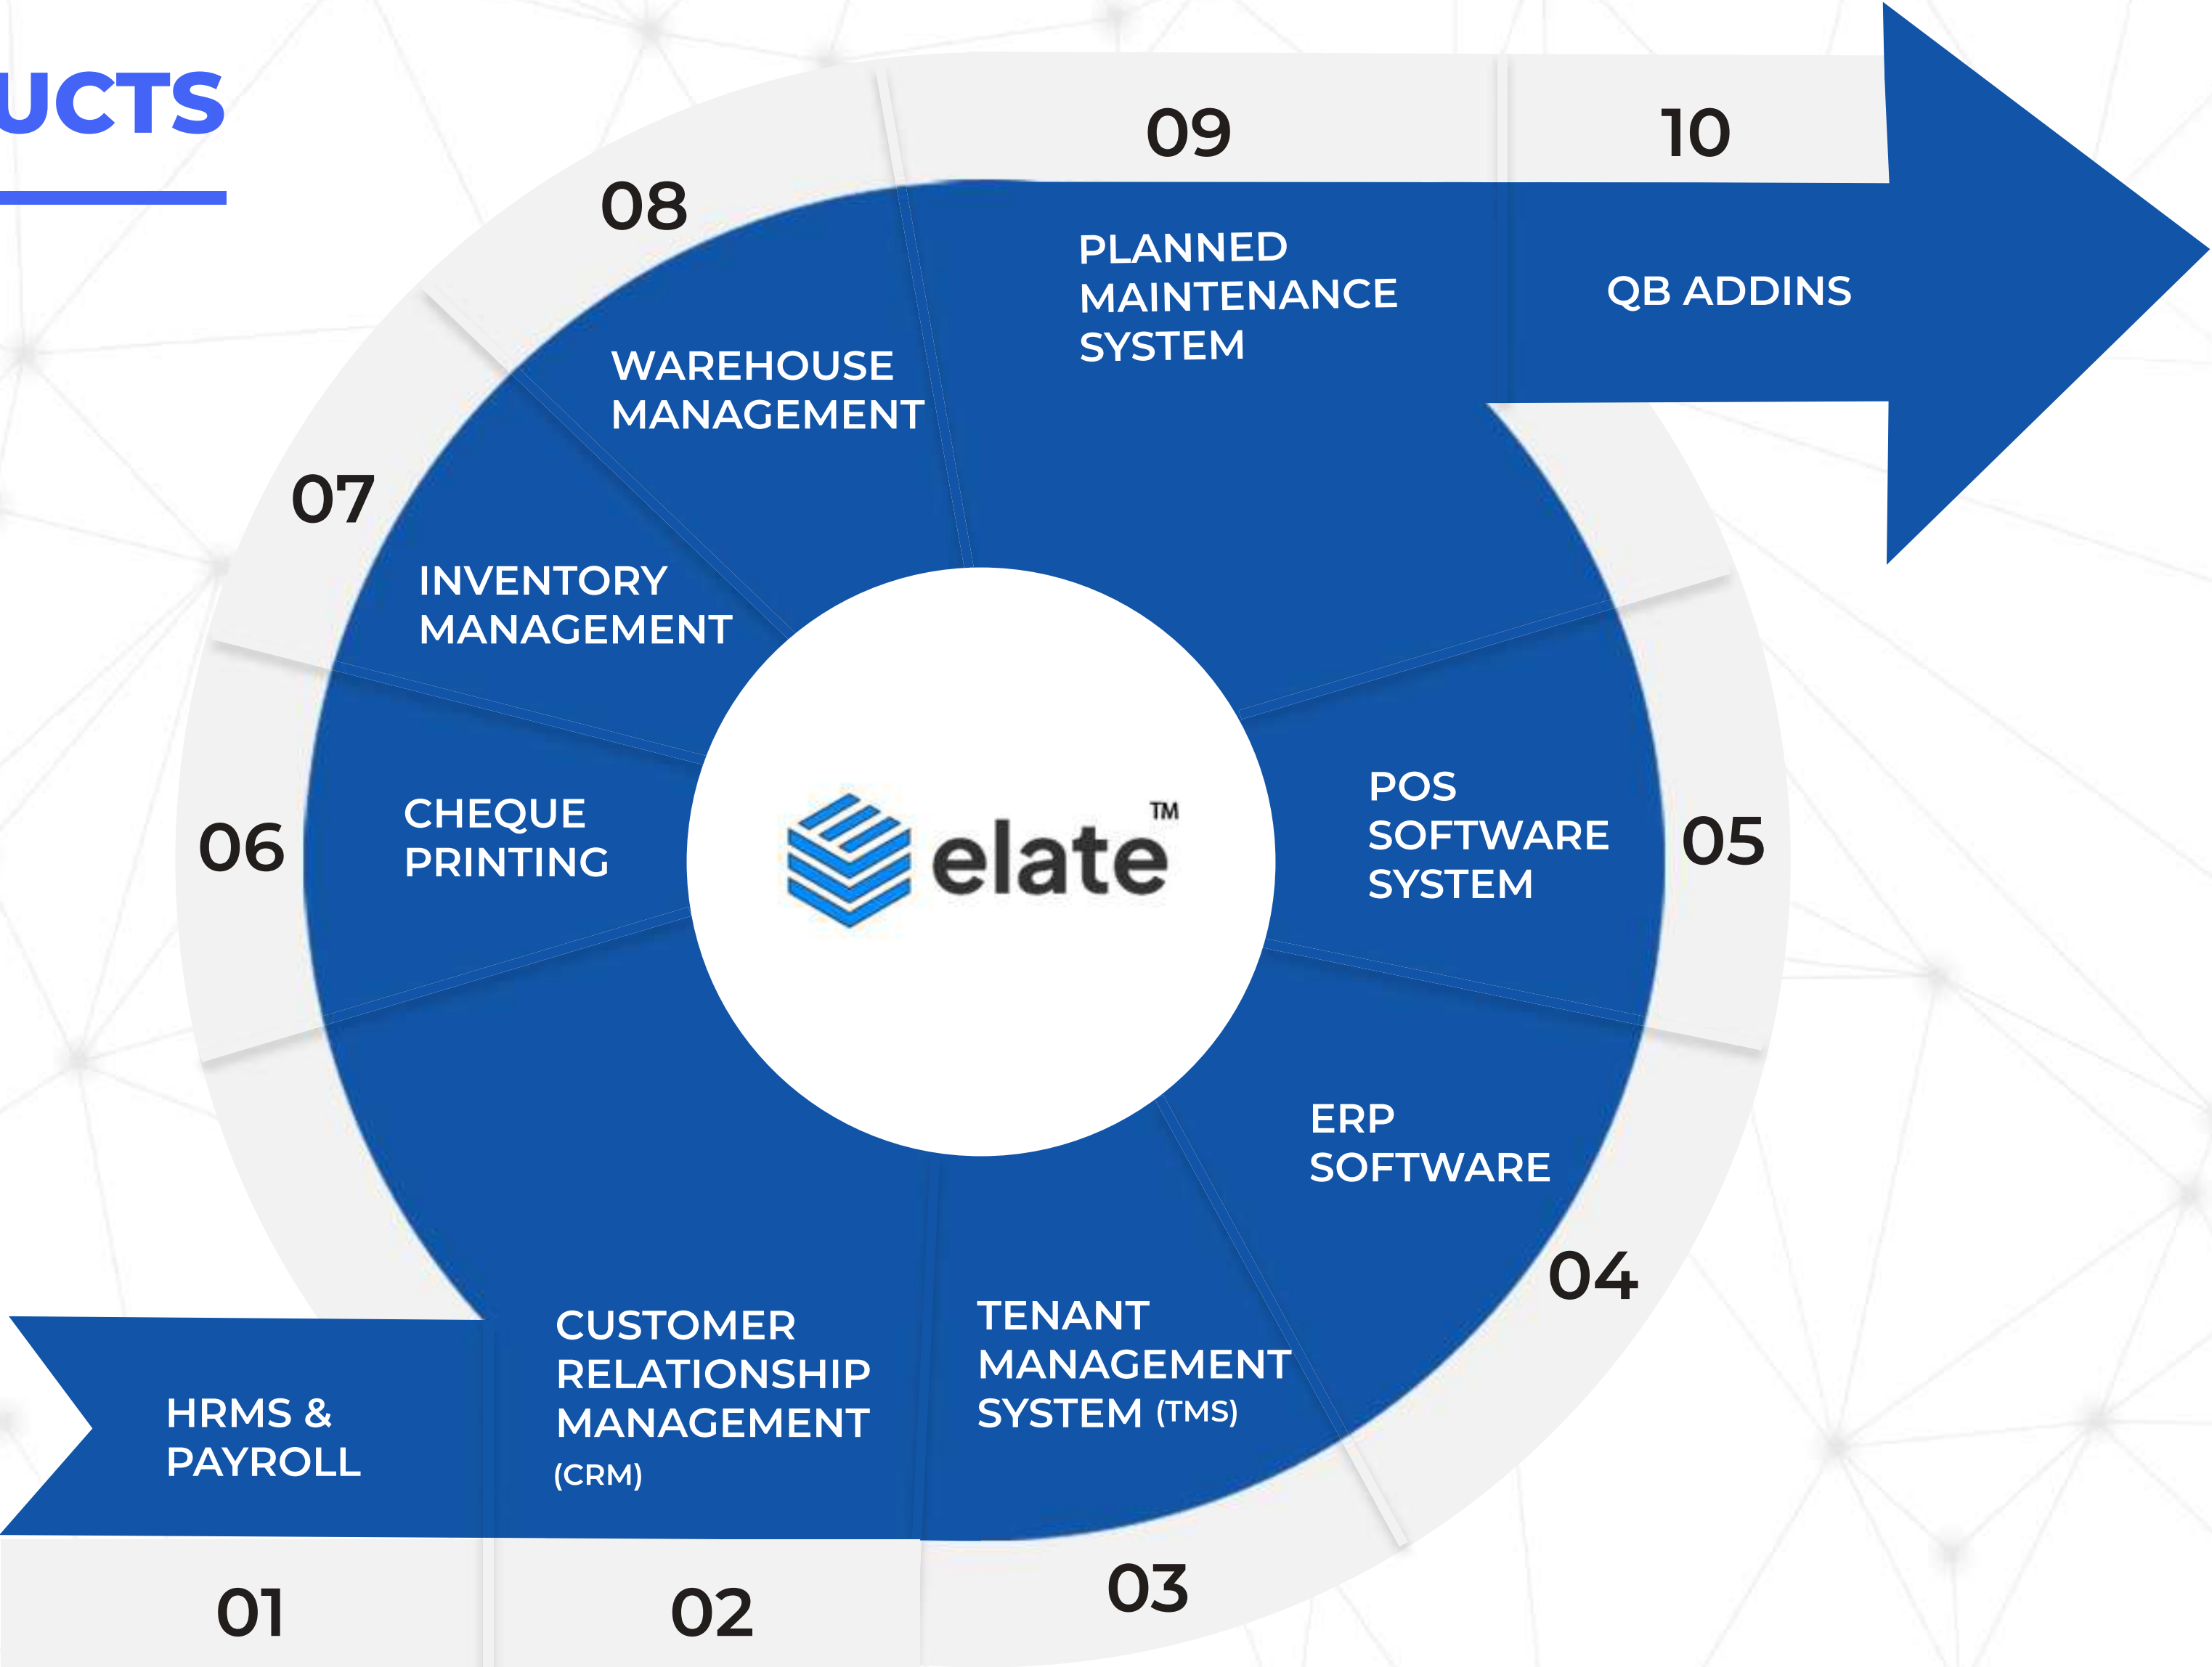 UCTS
01
HRMS &
PAYROLL
02
CUSTOMER
RELATIONSHIP
MANAGEMENT
(CRM)
03
TENANT
MANAGEMENT
SYSTEM (TMS)
04
ERP
SOFTWARE
05
POS
SOFTWARE
SYSTEM
06
CHEQUE
PRINTING
07
INVENTORY
MANAGEMENT
08
WAREHOUSE
MANAGEMENT
09
PLANNED
MAINTENANCE
SYSTEM
10
QB ADDINS
elate™